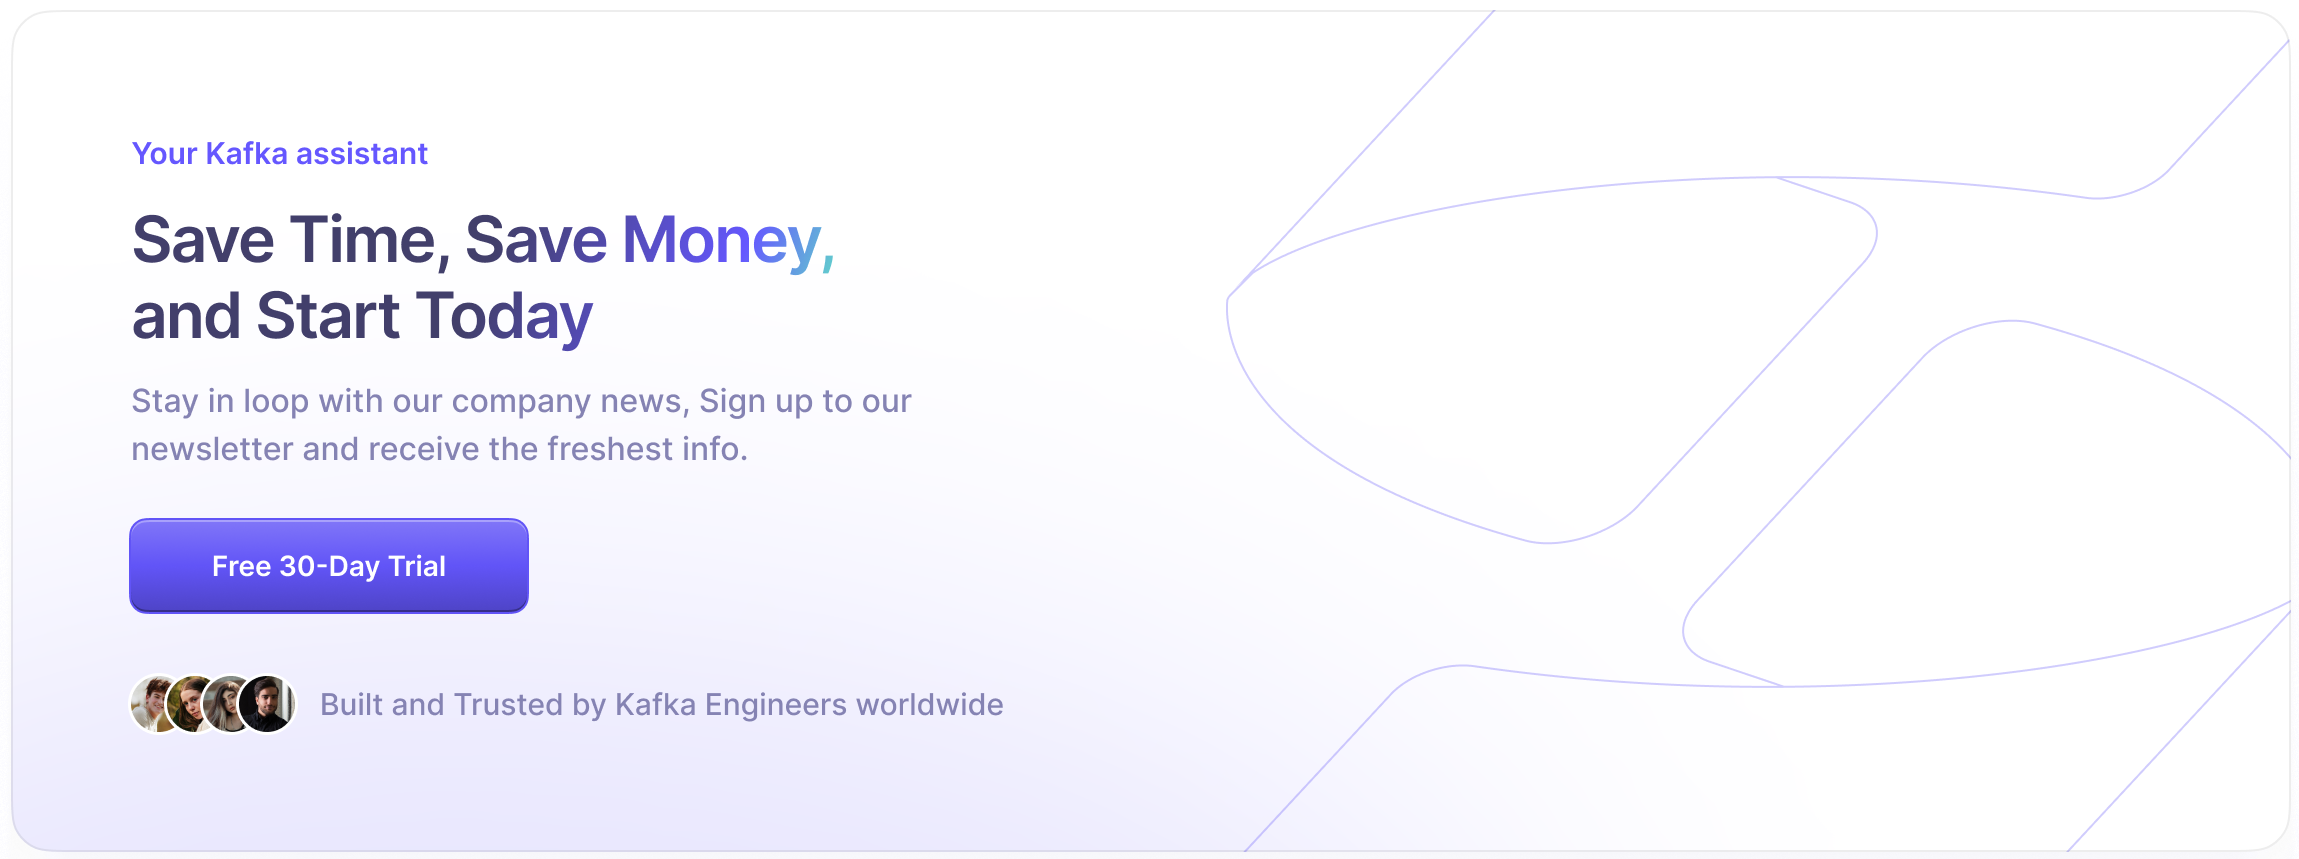 Your Kafka assistant
Save Time, Save Money,
and Start Today
Stay in loop with our company news, Sign up to our
newsletter and receive the freshest info.
Free 30-Day Trial
Built and Trusted by Kafka Engineers worldwide